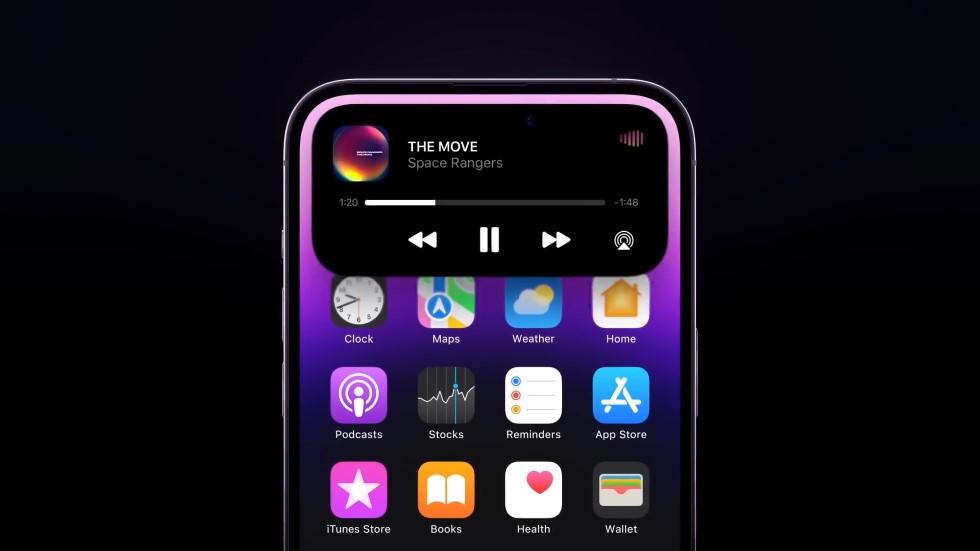 THE MOVE
Space Rangers
1:20 -1:48
Clock Maps Weather Home
Podcasts Stocks Reminders App Store
iTunes Store Books Health Wallet